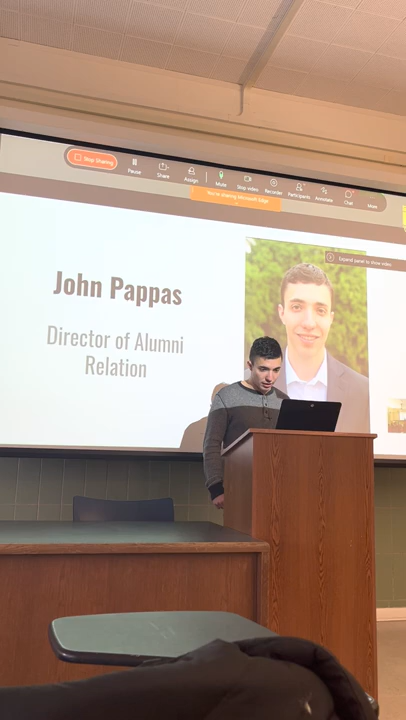 Stop Sharing
Pause
Share
Assign
Mute
Stop video
Recorder
Participants
Annotate
Chat
More
You're sharing Microsoft Edge
Expand panel to show video
John Pappas
Director of Alumni
Relation